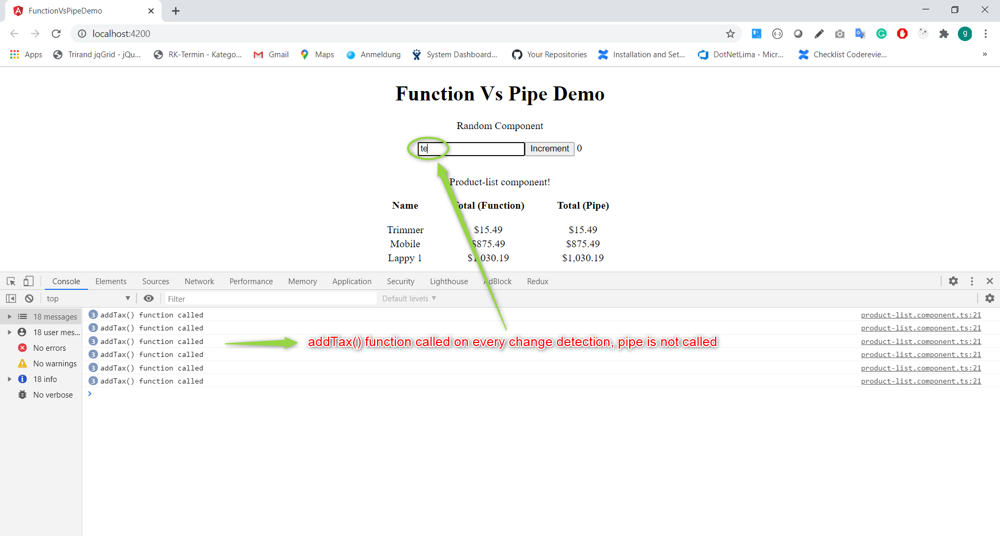 FunctionVsPipeDemo
localhost:4200
g
Apps
Trirand jqGrid - jQu...
RK-Termin - Katego...
Gmail
Maps
Anmeldung
System Dashboard...
Your Repositories
Installation and Set...
DotNetLima - Micr...
Checklist Codereview...
»
Function Vs Pipe Demo
Random Component
te
Increment 0
Product-list component!
Name Total (Function) Total (Pipe)
Trimmer $15.49 $15.49
Mobile $875.49 $875.49
Lappy 1 $1,030.19 $1,030.19
Console Elements Sources Network Performance Memory Application Security Lighthouse AdBlock Redux
top Filter Default levels
18 messages
18 user mes...
No errors
No warnings
18 info
No verbose
3 addTax() function called product-list.component.ts:21
3 addTax() function called product-list.component.ts:21
3 addTax() function called product-list.component.ts:21
addTax() function called on every change detection, pipe is not called
3 addTax() function called product-list.component.ts:21
3 addTax() function called product-list.component.ts:21
3 addTax() function called product-list.component.ts:21